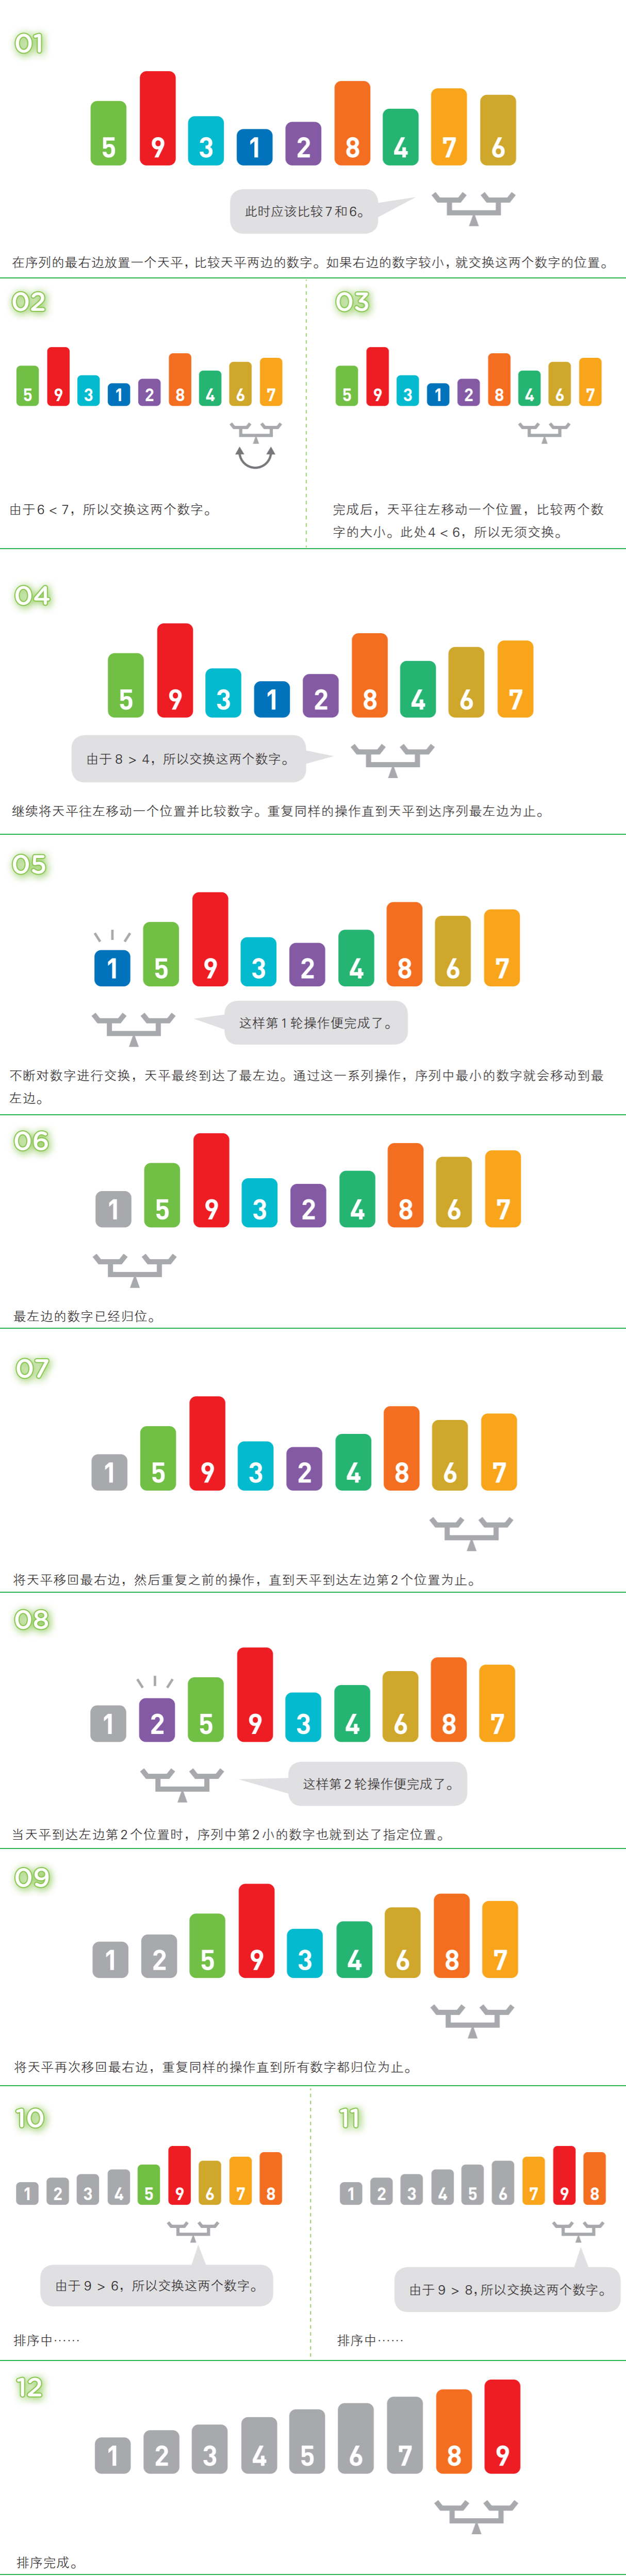 01
5 9 3 1 2 8 4 7 6
此时应该比较7和6。
在序列的最右边放置一个天平,比较天平两边的数字。如果右边的数字较小,就交换这两个数字的位置。
02
5 9 3 1 2 8 4 6 7
由于6 < 7，所以交换这两个数字。
03
5 9 3 1 2 8 4 6 7
完成后，天平往左移动一个位置，比较两个数
字的大小。此处4 < 6，所以无须交换。
04
5 9 3 1 2 8 4 6 7
由于8 > 4，所以交换这两个数字。
继续将天平往左移动一个位置并比较数字。重复同样的操作直到天平到达序列最左边为止。
05
1 5 9 3 2 4 8 6 7
这样第1轮操作便完成了。
不断对数字进行交换，天平最终到达了最左边。通过这一系列操作，序列中最小的数字就会移动到最
左边。
06
1 5 9 3 2 4 8 6 7
最左边的数字已经归位。
07
1 5 9 3 2 4 8 6 7
将天平移回最右边，然后重复之前的操作，直到天平到达左边第2个位置为止。
08
1 2 5 9 3 4 6 8 7
这样第2轮操作便完成了。
当天平到达左边第2个位置时，序列中第2小的数字也就到达了指定位置。
09
1 2 5 9 3 4 6 8 7
将天平再次移回最右边，重复同样的操作直到所有数字都归位为止。
10
1 2 3 4 5 9 6 7 8
由于9 > 6，所以交换这两个数字。
排序中……
11
1 2 3 4 5 6 7 9 8
由于9 > 8,所以交换这两个数字。
排序中……
12
1 2 3 4 5 6 7 8 9
排序完成。